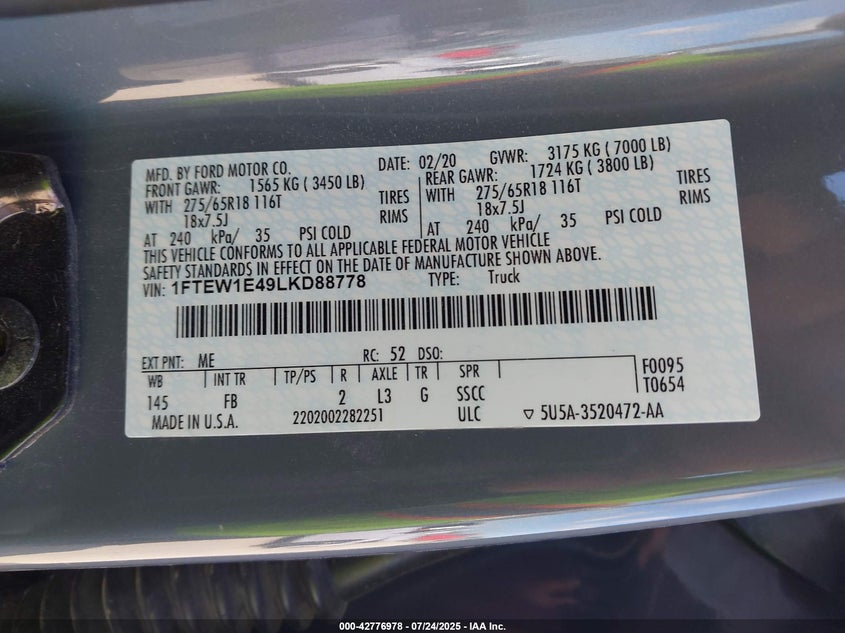 MFD. BY FORD MOTOR CO. DATE: 02/20 GVWR: 3175 KG ( 7000 LB)
FRONT GAWR: 1565 KG ( 3450 LB) REAR GAWR: 1724 KG ( 3800 LB)
WITH 275/65R18 116T TIRES WITH 275/65R18 116T TIRES
18x7.5J RIMS 18x7.5J RIMS
AT 240 kPa/ 35 PSI COLD AT 240 kPa/ 35 PSI COLD
THIS VEHICLE CONFORMS TO ALL APPLICABLE FEDERAL MOTOR VEHICLE
SAFETY STANDARDS IN EFFECT ON THE DATE OF MANUFACTURE SHOWN ABOVE.
VIN: 1FTEW1E49LKD88778 TYPE: Truck
EXT PNT: ME RC: 52 DSO:
WB INT TR TP/PS R AXLE TR SPR F0095
145 FB 2 L3 G SSCC T0654
MADE IN U.S.A. 2202002282251 ULC ▽ 5U5A-3520472-AA
000-42776978 | 07/24/2025 - IAA Inc.